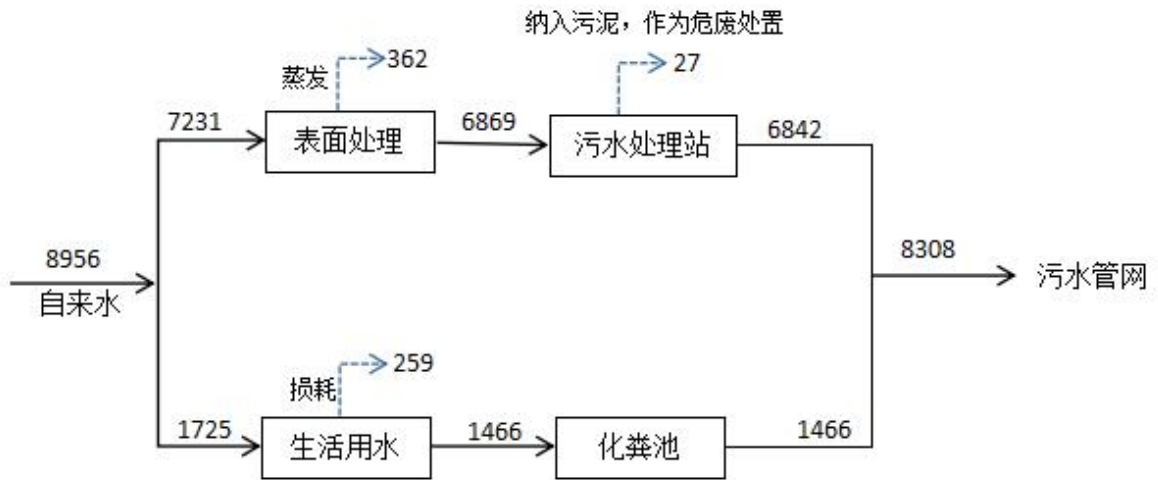 纳入污泥，作为危废处置
蒸发
362
27
7231
表面处理
6869
污水处理站
6842
8956
自来水
8308
污水管网
损耗
259
1725
生活用水
1466
化粪池
1466